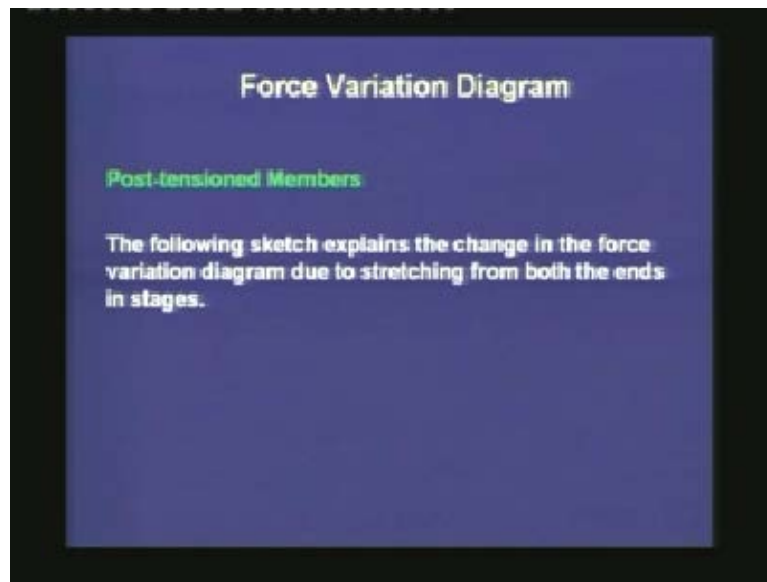 Force Variation Diagram
Post-tensioned Members
The following sketch explains the change in the force
variation diagram due to stretching from both the ends
in stages.